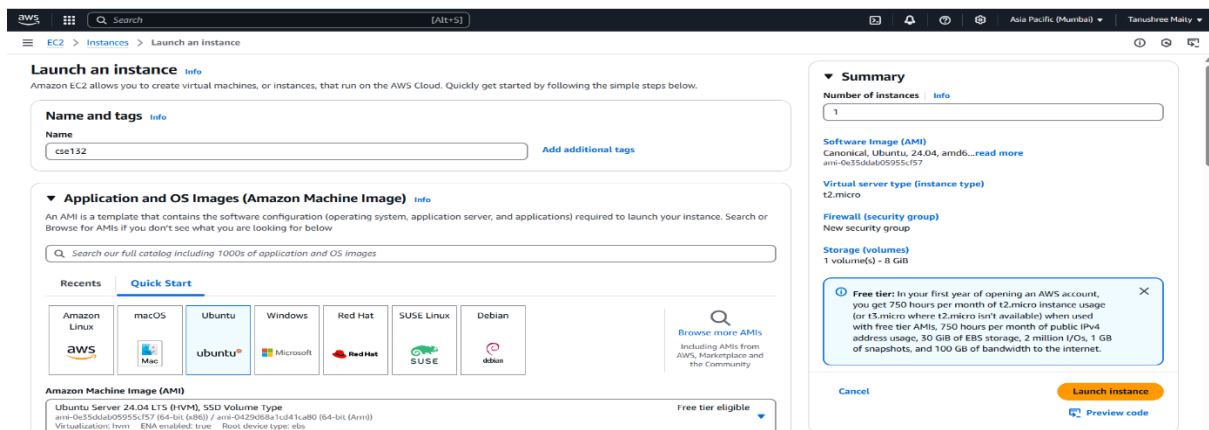 aws
Search
[Alt+S]
Asia Pacific (Mumbai)
Tanushree Maity
EC2 > Instances > Launch an instance
Launch an instance Info
Amazon EC2 allows you to create virtual machines, or instances, that run on the AWS Cloud. Quickly get started by following the simple steps below.
Name and tags Info
Name
cse132
Add additional tags
Application and OS Images (Amazon Machine Image) Info
An AMI is a template that contains the software configuration (operating system, application server, and applications) required to launch your instance. Search or
Browse for AMIs if you don't see what you are looking for below
Search our full catalog including 1000s of application and OS images
Recents
Quick Start
Amazon
Linux
aws
macOS
Mac
Ubuntu
ubuntu®
Windows
Microsoft
Red Hat
Red Hat
SUSE Linux
SUSE
Debian
debian
Browse more AMIs
Including AMIs from
AWS, Marketplace and
the Community
Amazon Machine Image (AMI)
Ubuntu Server 24.04 LTS (HVM), SSD Volume Type
Free tier eligible
ami-0e35ddab05955cf57 (64-bit (x86)) / ami-0429d68a1cd41ca80 (64-bit (Arm))
Virtualization: hvm ENA enabled: true Root device type: ebs
Summary
Number of instances Info
1
Software Image (AMI)
Canonical, Ubuntu, 24.04, amd6...read more
ami-0e35ddab05955cf57
Virtual server type (instance type)
t2.micro
Firewall (security group)
New security group
Storage (volumes)
1 volume(s) - 8 GiB
Free tier: In your first year of opening an AWS account,
you get 750 hours per month of t2.micro instance usage
(or t3.micro where t2.micro isn't available) when used
with free tier AMIs, 750 hours per month of public IPv4
address usage, 30 GiB of EBS storage, 2 million I/Os, 1 GB
of snapshots, and 100 GB of bandwidth to the internet.
Cancel
Launch instance
Preview code